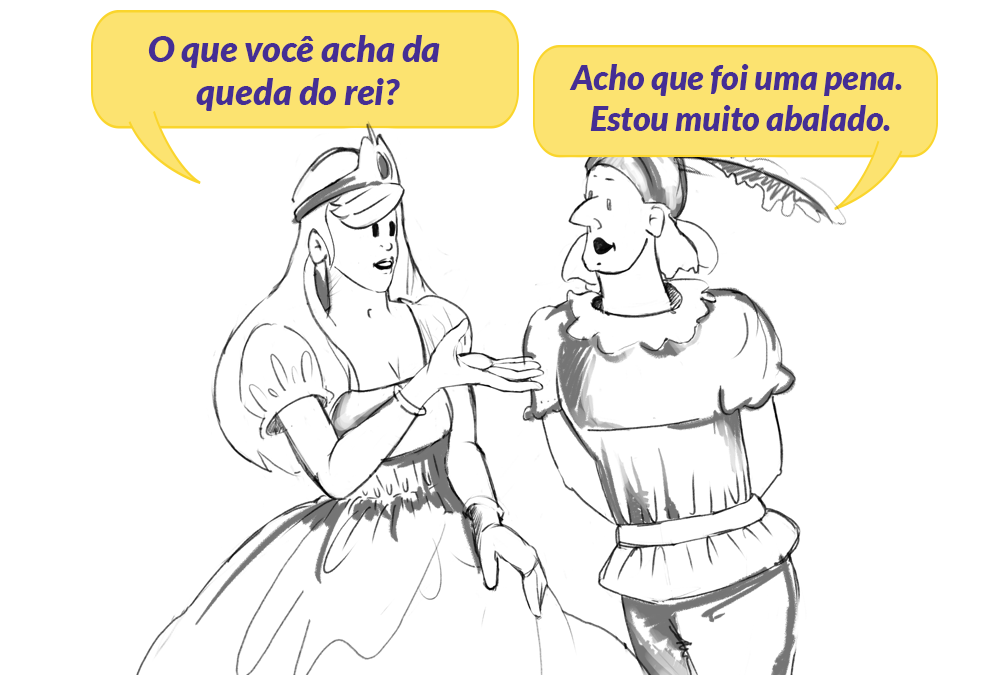 O que você acha da
queda do rei?
Acho que foi uma pena.
Estou muito abalado.